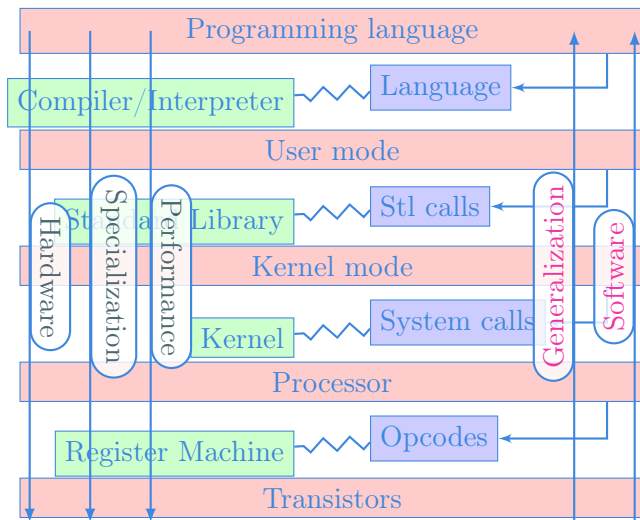 Programming language
Compiler/Interpreter
Language
User mode
Standard Library
Stl calls
Kernel mode
Kernel
System calls
Processor
Register Machine
Opcodes
Transistors
Hardware
Specialization
Performance
Generalization
Software